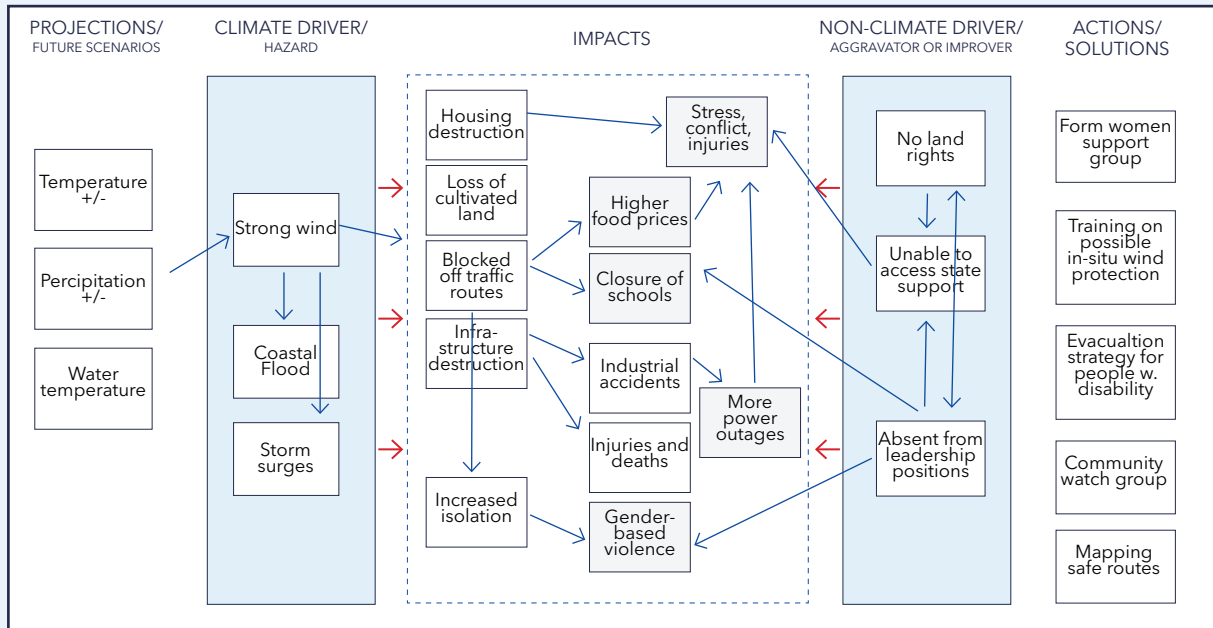 PROJECTIONS/
FUTURE SCENARIOS
CLIMATE DRIVER/
HAZARD
IMPACTS
NON-CLIMATE DRIVER/
AGGRAVATOR OR IMPROVER
ACTIONS/
SOLUTIONS
Temperature
+/-
Percipitation
+/-
Water
temperature
Strong wind
Coastal
Flood
Storm
surges
Housing
destruction
Loss of
cultivated
land
Blocked
off traffic
routes
Infra-
structure
destruction
Increased
isolation
Stress,
conflict,
injuries
Higher
food prices
Closure of
schools
Industrial
accidents
More
power
outages
Injuries and
deaths
Gender-
based
violence
No land
rights
Unable to
access state
support
Absent from
leadership
positions
Form women
support
group
Training on
possible
in-situ wind
protection
Evacualtion
strategy for
people w.
disability
Community
watch group
Mapping
safe routes